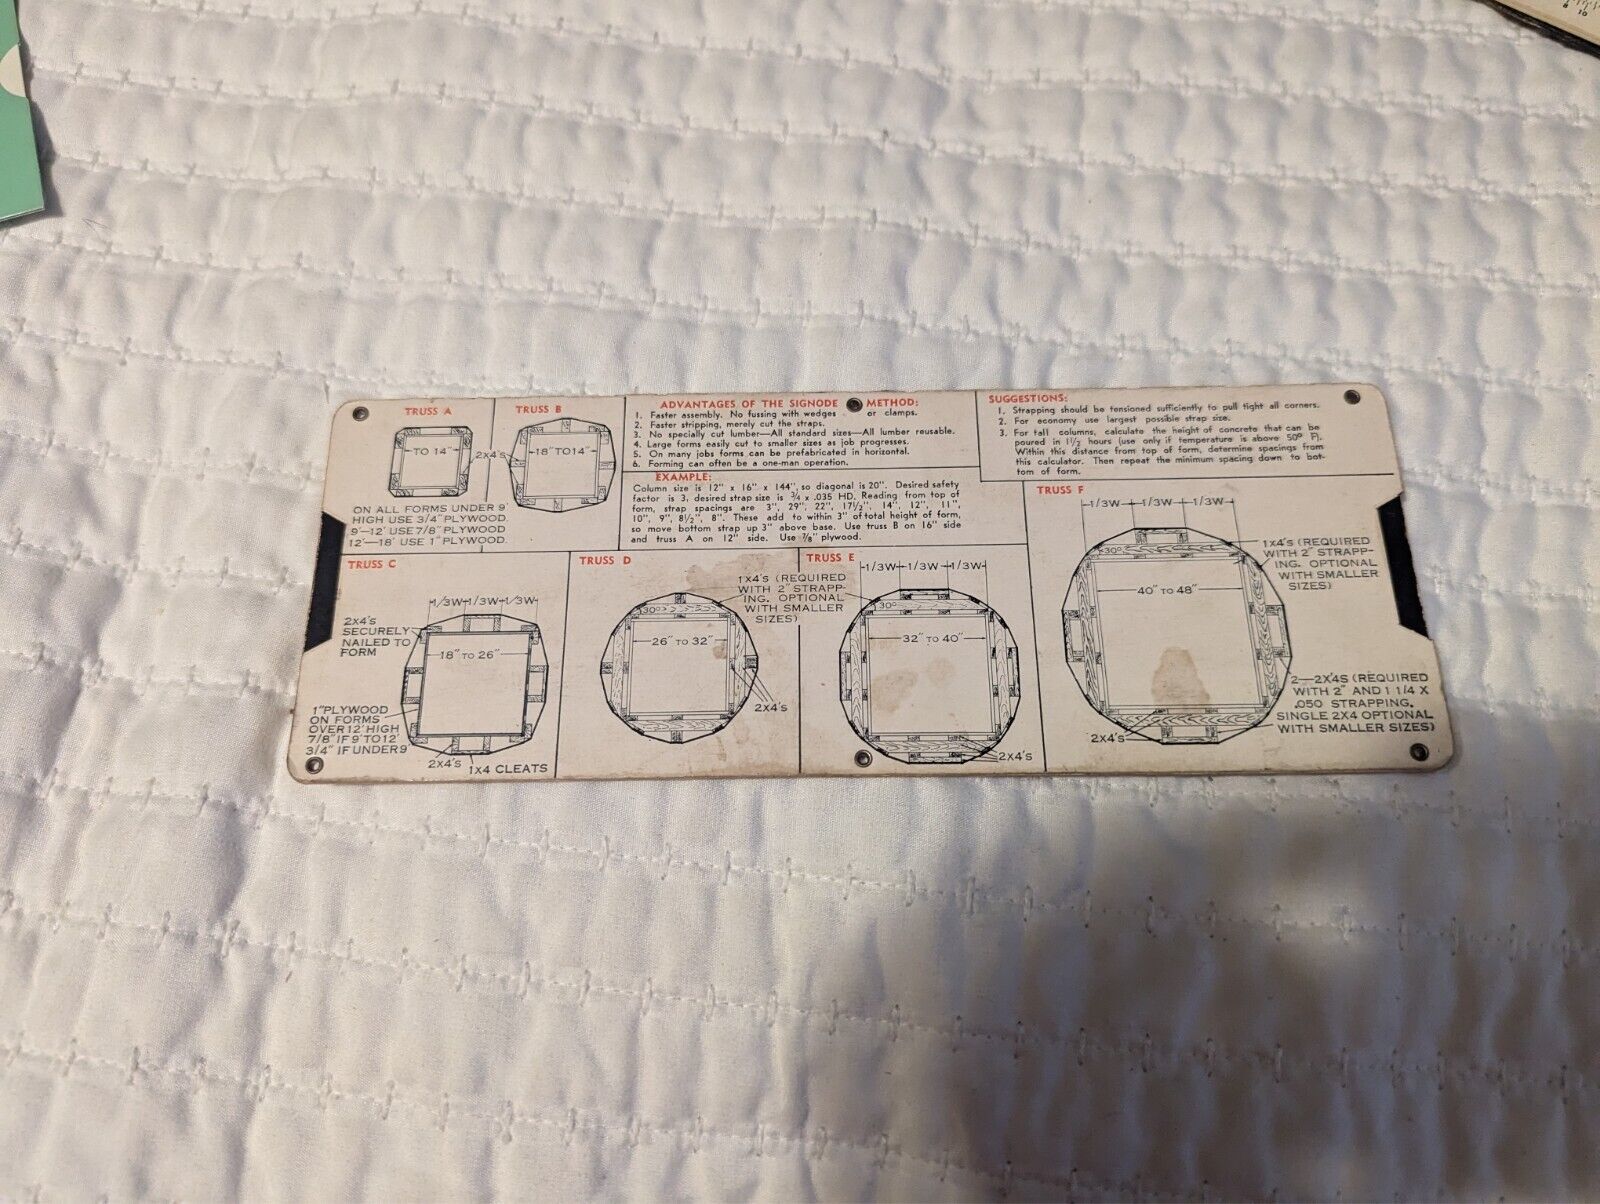 TRUSS A
TO 14"
2x4's
TRUSS B
18" TO 14"
ON ALL FORMS UNDER 9'
HIGH USE 3/4" PLYWOOD.
9'—12' USE 7/8" PLYWOOD
12'—18' USE 1" PLYWOOD.
ADVANTAGES OF THE SIGNODE METHOD:
1. Faster assembly. No fussing with wedges or clamps.
2. Faster stripping, merely cut the straps.
3. No specially cut lumber—All standard sizes—All lumber reusable.
4. Large forms easily cut to smaller sizes as job progresses.
5. On many jobs forms can be prefabricated in horizontal.
6. Forming can often be a one-man operation.
EXAMPLE:
Column size is 12" x 16" x 144", so diagonal is 20". Desired safety
factor is 3, desired strap size is ¾ x .035 HD. Reading from top of
form, strap spacings are 3", 29", 22", 17½", 14", 12", 11",
10", 9", 8½", 8". These add to within 3" of total height of form,
so move bottom strap up 3" above base. Use truss B on 16" side
and truss A on 12" side. Use ⅞" plywood.
SUGGESTIONS:
1. Strapping should be tensioned sufficiently to pull tight all corners.
2. For economy use largest possible strap size.
3. For tall columns, calculate the height of concrete that can be
poured in 1½ hours (use only if temperature is above 50° F).
Within this distance from top of form, determine spacings from
this calculator. Then repeat the minimum spacing down to bot-
tom of form.
TRUSS C
1/3W 1/3W 1/3W
2X4'S
SECURELY
NAILED TO
FORM
18" TO 26"
1" PLYWOOD
ON FORMS
OVER 12' HIGH
7/8" IF 9' TO 12'
3/4" IF UNDER 9'
2X4'S
1X4 CLEATS
TRUSS D
30°
26" TO 32"
2X4'S
1X4'S (REQUIRED
WITH 2" STRAPP-
ING. OPTIONAL
WITH SMALLER
SIZES)
TRUSS E
1/3W 1/3W 1/3W
30°
32" TO 40"
2X4'S
TRUSS F
1/3W 1/3W 1/3W
30°
40" TO 48"
1X4'S (REQUIRED
WITH 2" STRAPP-
ING. OPTIONAL
WITH SMALLER
SIZES)
2X4'S
2—2X4S (REQUIRED
WITH 2" AND 1 1/4 X
.050 STRAPPING.
SINGLE 2X4 OPTIONAL
WITH SMALLER SIZES)